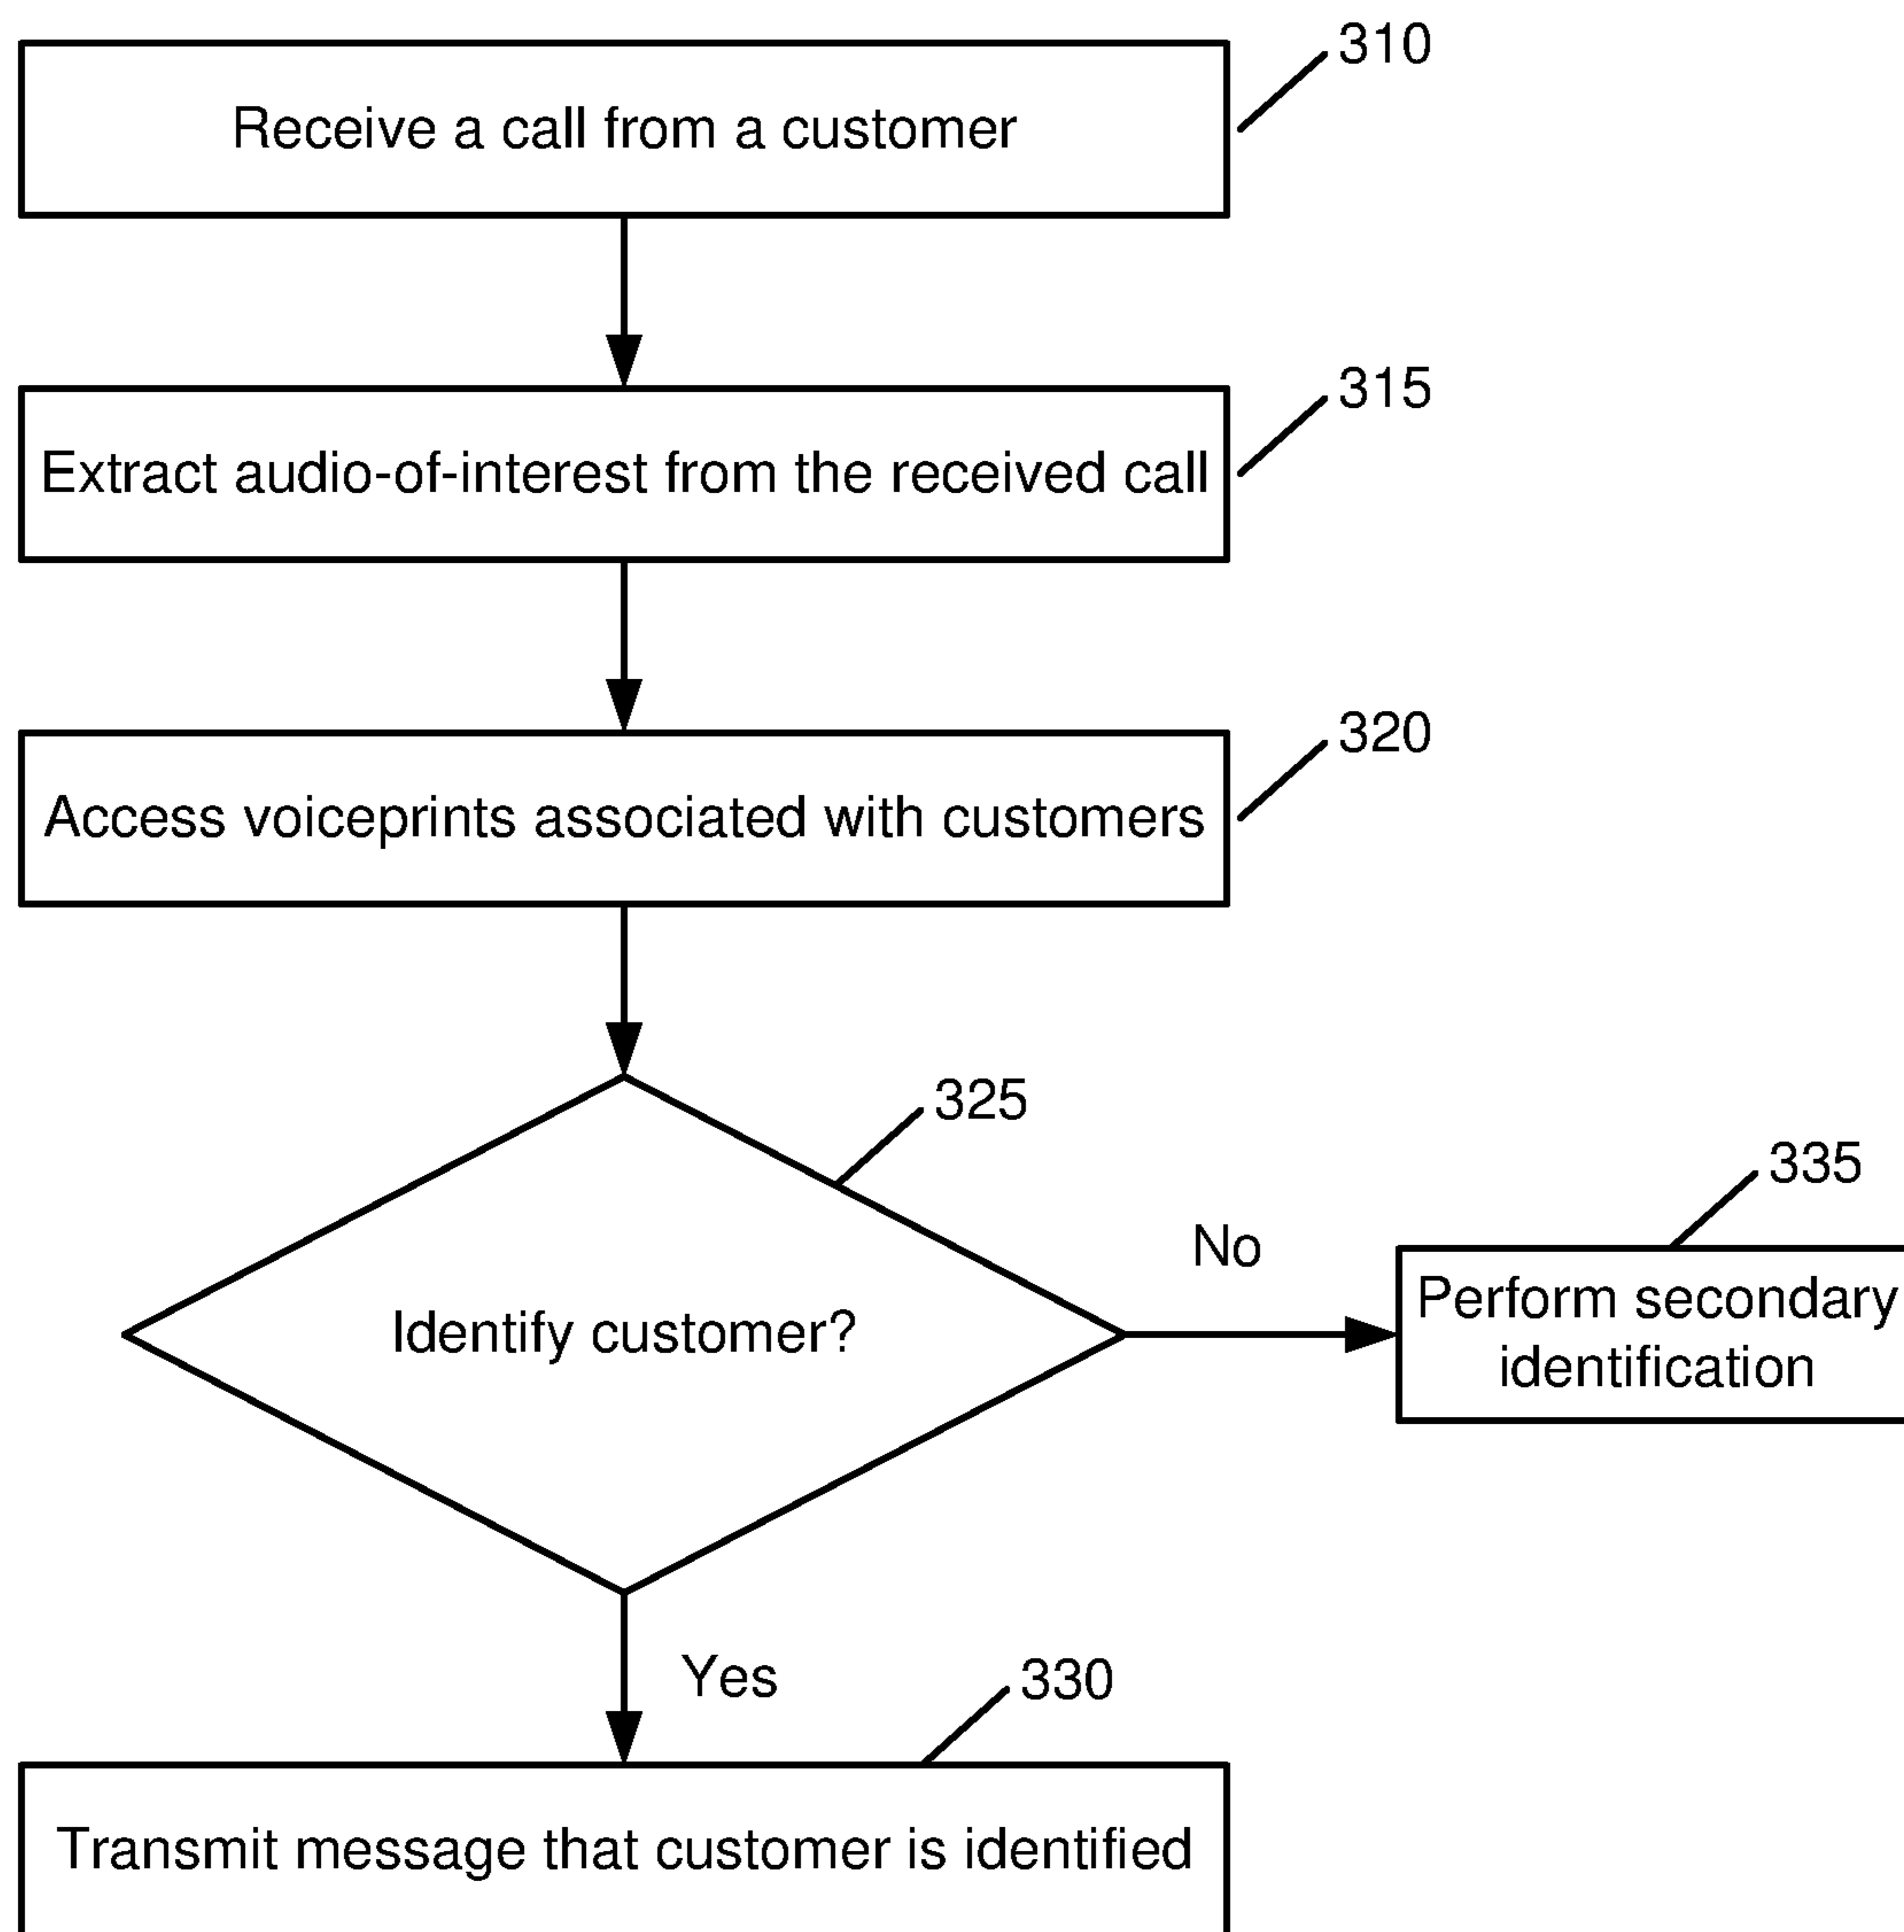 310
Receive a call from a customer
315
Extract audio-of-interest from the received call
320
Access voiceprints associated with customers
325
Identify customer?
No
335
Perform secondary
identification
Yes
330
Transmit message that customer is identified